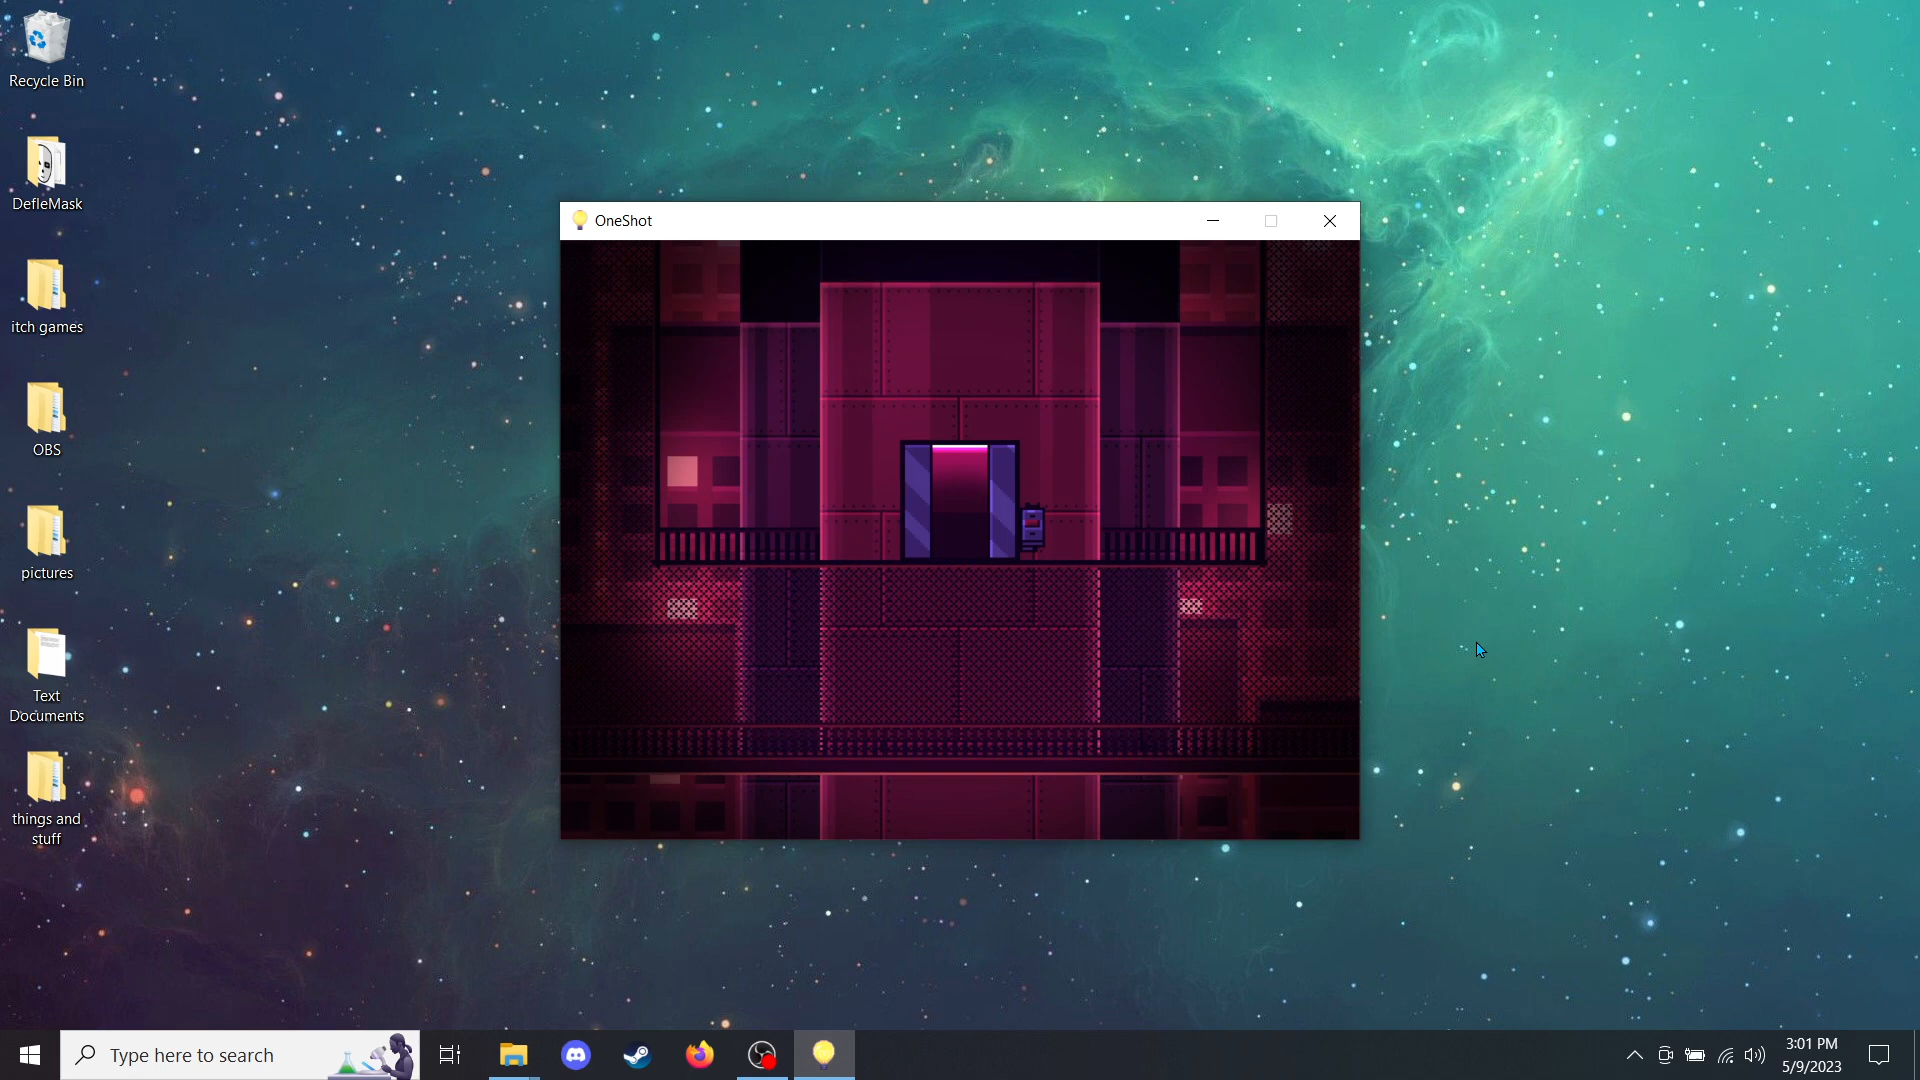 Recycle Bin
DefleMask
itch games
OBS
pictures
Text
Documents
things and
stuff
OneShot
Type here to search
3:01 PM
5/9/2023